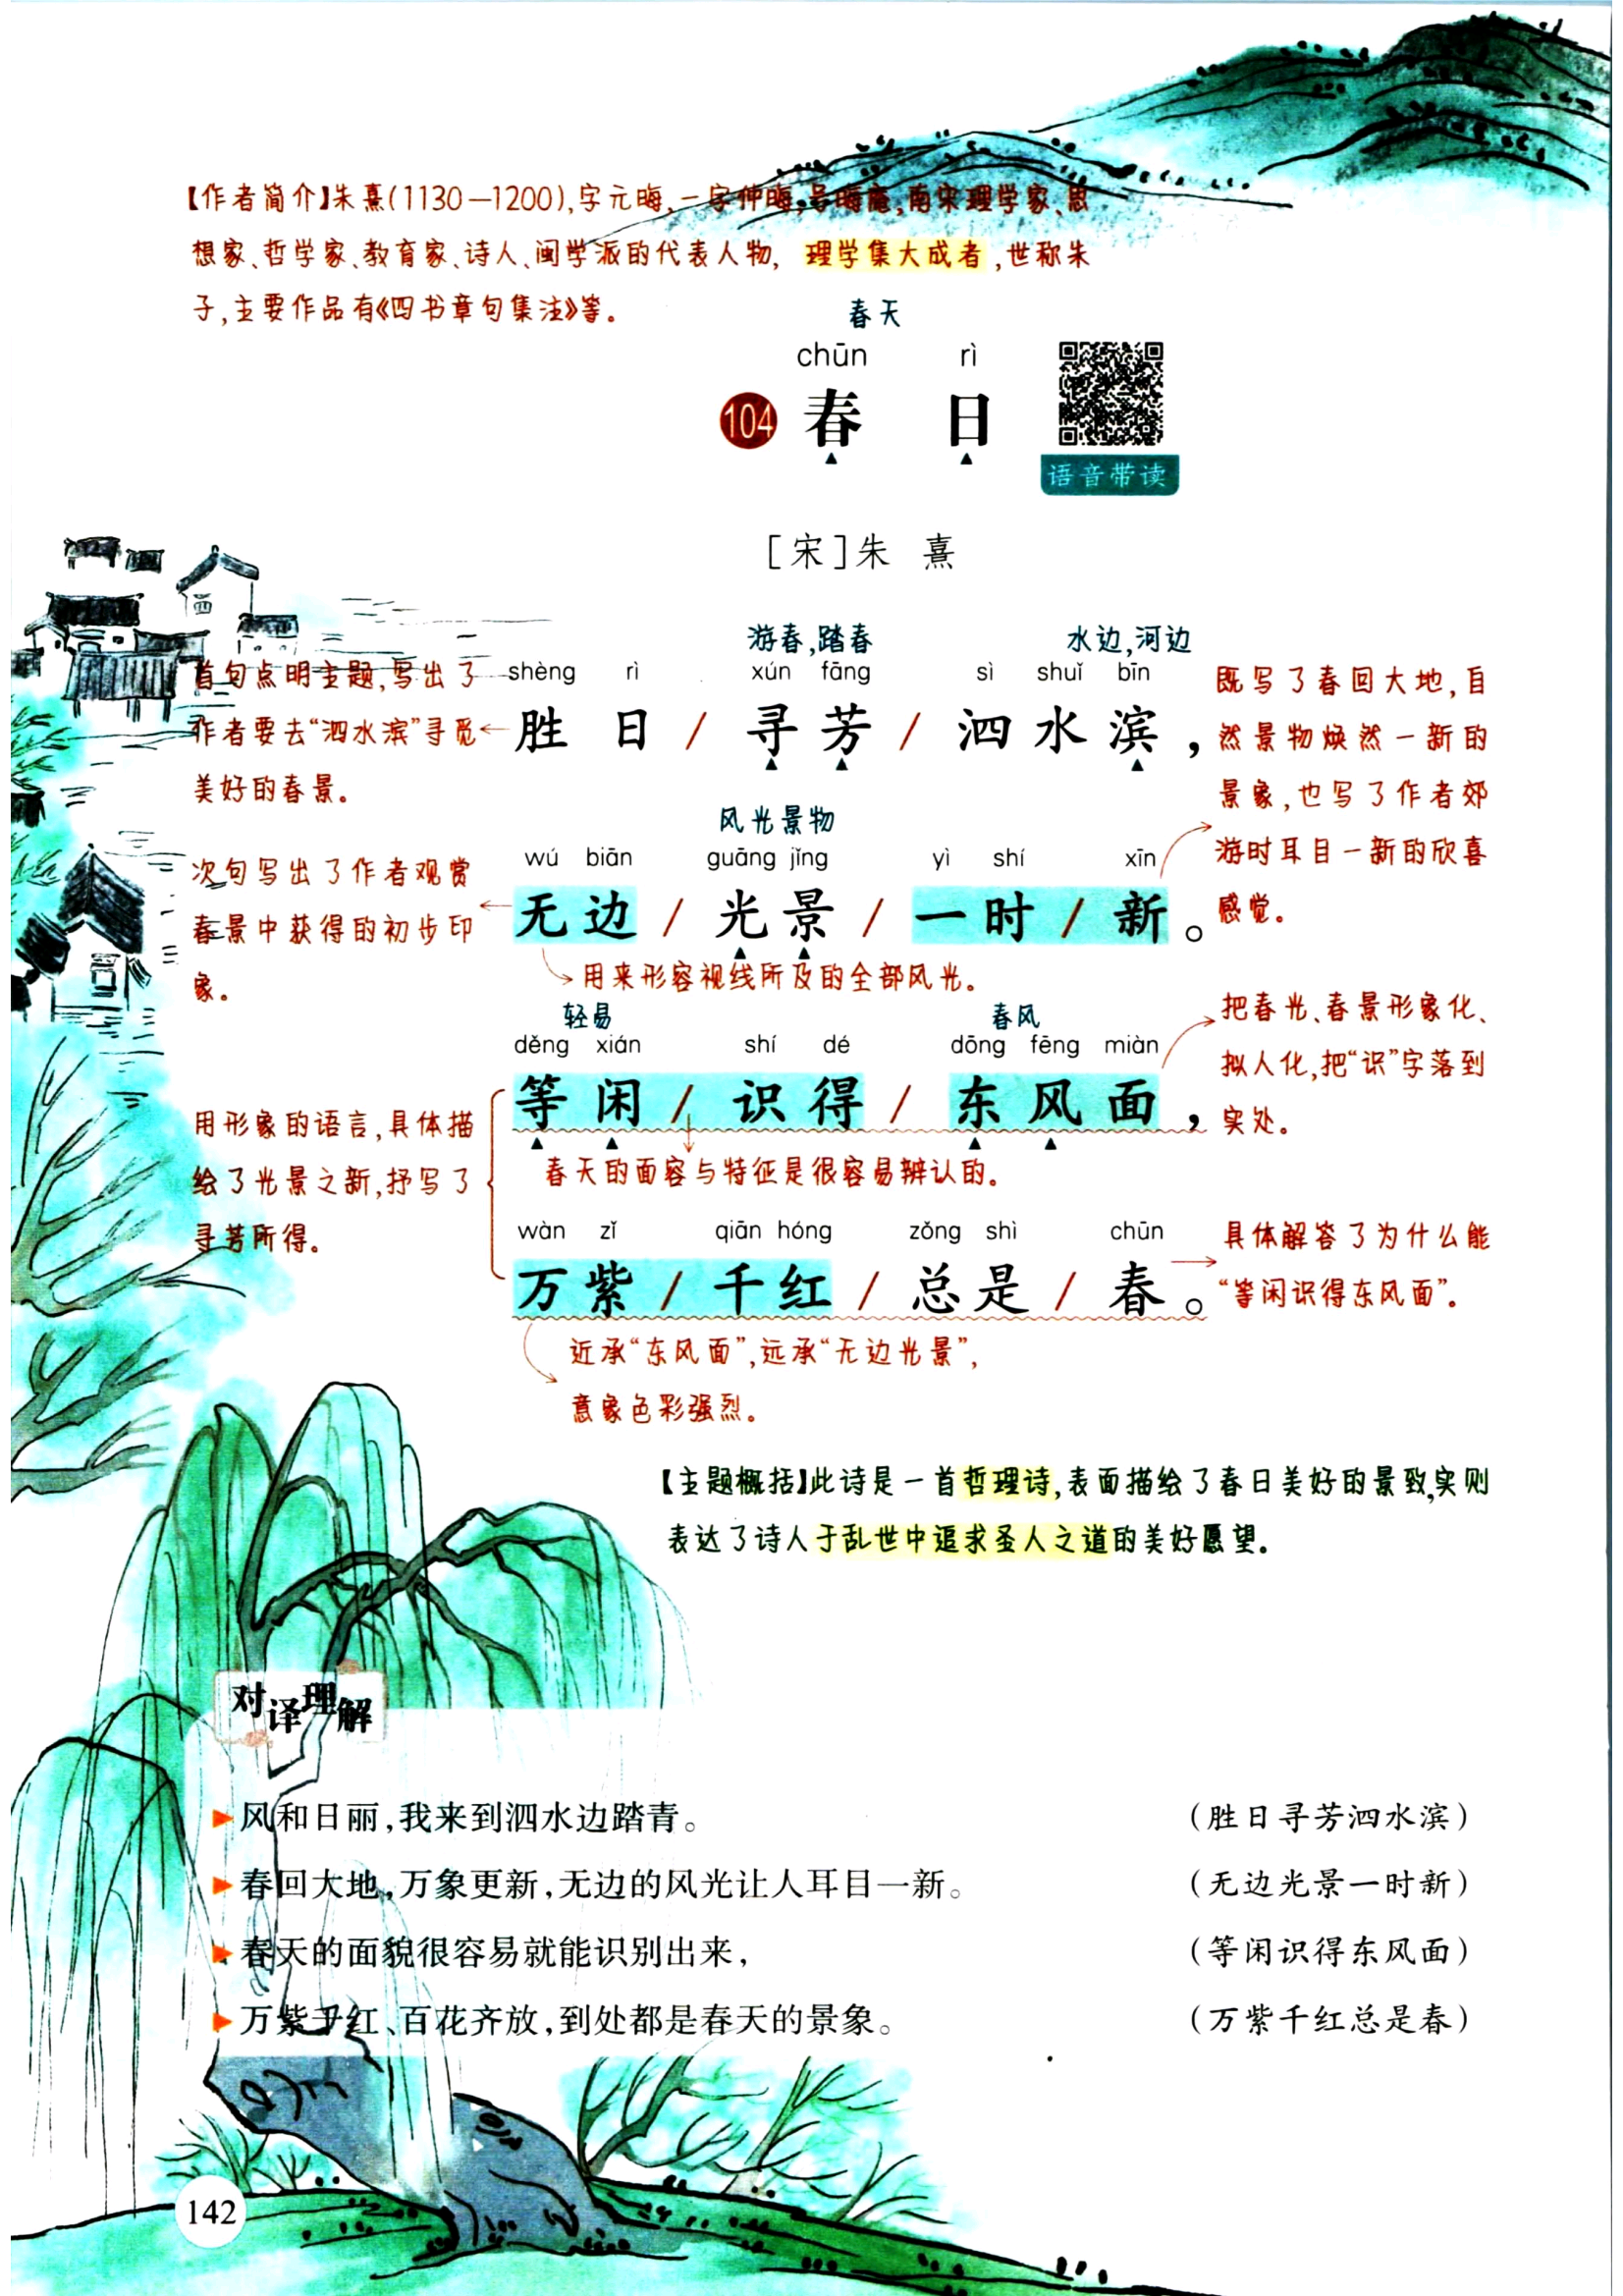 【作者简介】朱熹(1130—1200),字元晦,一字仲晦,号晦庵,南宋理学家、思
想家、哲学家、教育家、诗人、闽学派的代表人物, 理学集大成者,世称朱
子,主要作品有《四书章句集注》等。
春天
chūn rì
104 春 日
语音带读
[宋]朱 熹
游春,踏春 水边,河边
shèng rì xún fāng sì shuǐ bīn
胜 日 / 寻 芳 / 泗 水 滨 ,
首句点明主题,写出了
作者要去“泗水滨”寻觅
美好的春景。
既写了春回大地,自
然景物焕然一新的
景象,也写了作者郊
游时耳目一新的欣喜
感觉。
风光景物
wú biān guāng jǐng yì shí xīn
无 边 / 光 景 / 一 时 / 新 。
次句写出了作者观赏
春景中获得的初步印
象。
用来形容视线所及的全部风光。
轻易 春风
děng xián shí dé dōng fēng miàn
等 闲 / 识 得 / 东 风 面 ,
把春光、春景形象化、
拟人化,把“识”字落到
实处。
用形象的语言,具体描
绘了光景之新,抒写了
寻芳所得。
春天的面容与特征是很容易辨认的。
wàn zǐ qiān hóng zǒng shì chūn
万 紫 / 千 红 / 总 是 / 春 。
具体解答了为什么能
“等闲识得东风面”。
近承“东风面”,远承“无边光景”,
意象色彩强烈。
【主题概括】此诗是一首哲理诗,表面描绘了春日美好的景致,实则
表达了诗人于乱世中追求圣人之道的美好愿望。
对译理解
风和日丽,我来到泗水边踏青。 (胜日寻芳泗水滨)
春回大地,万象更新,无边的风光让人耳目一新。 (无边光景一时新)
春天的面貌很容易就能识别出来, (等闲识得东风面)
万紫千红、百花齐放,到处都是春天的景象。 (万紫千红总是春)
142